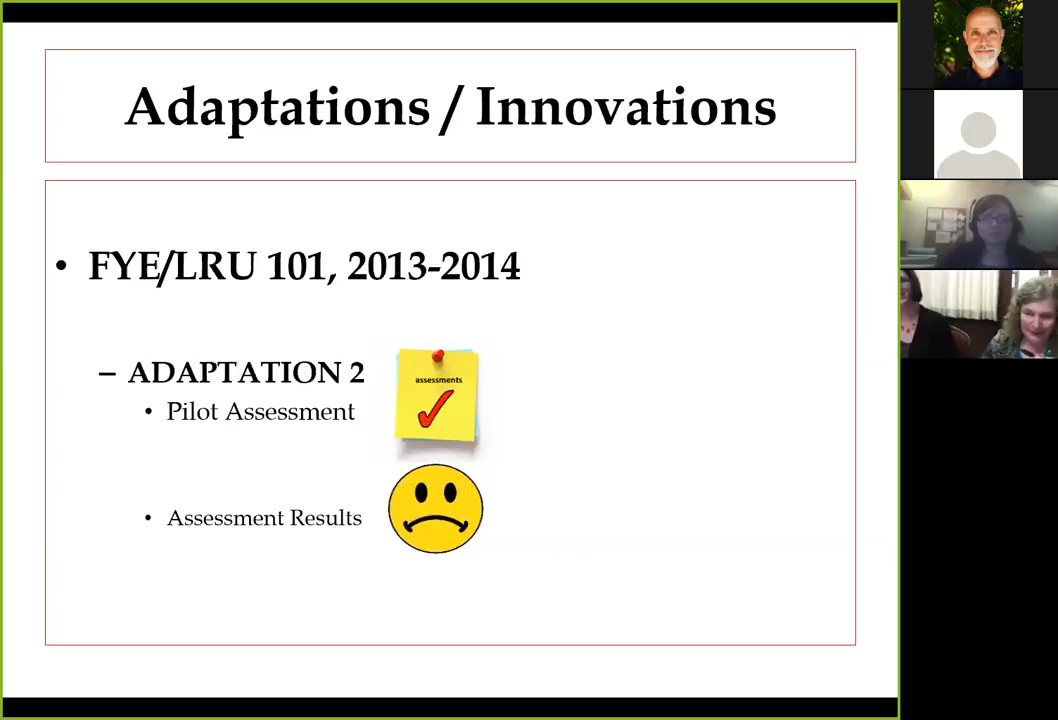 Adaptations / Innovations
• FYE/LRU 101, 2013-2014
– ADAPTATION 2
assessments
• Pilot Assessment
• Assessment Results